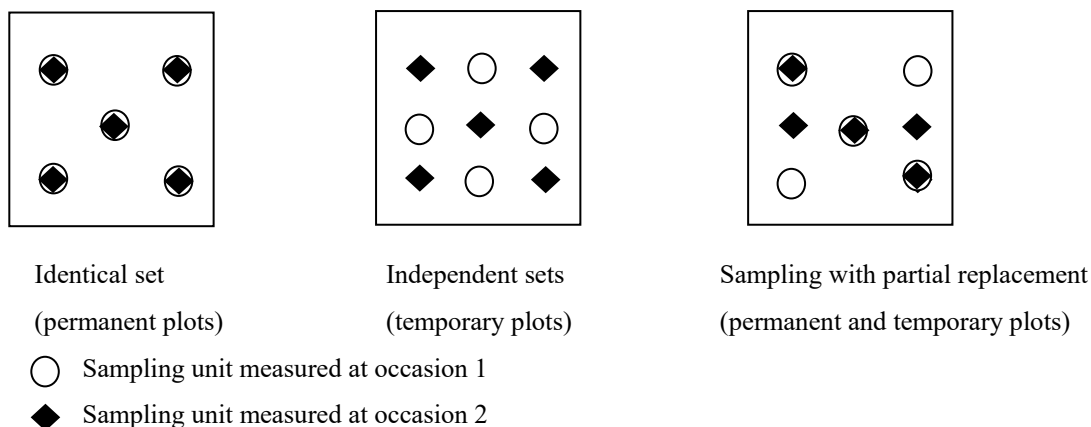 Identical set
(permanent plots)
Independent sets
(temporary plots)
Sampling with partial replacement
(permanent and temporary plots)
Sampling unit measured at occasion 1
Sampling unit measured at occasion 2